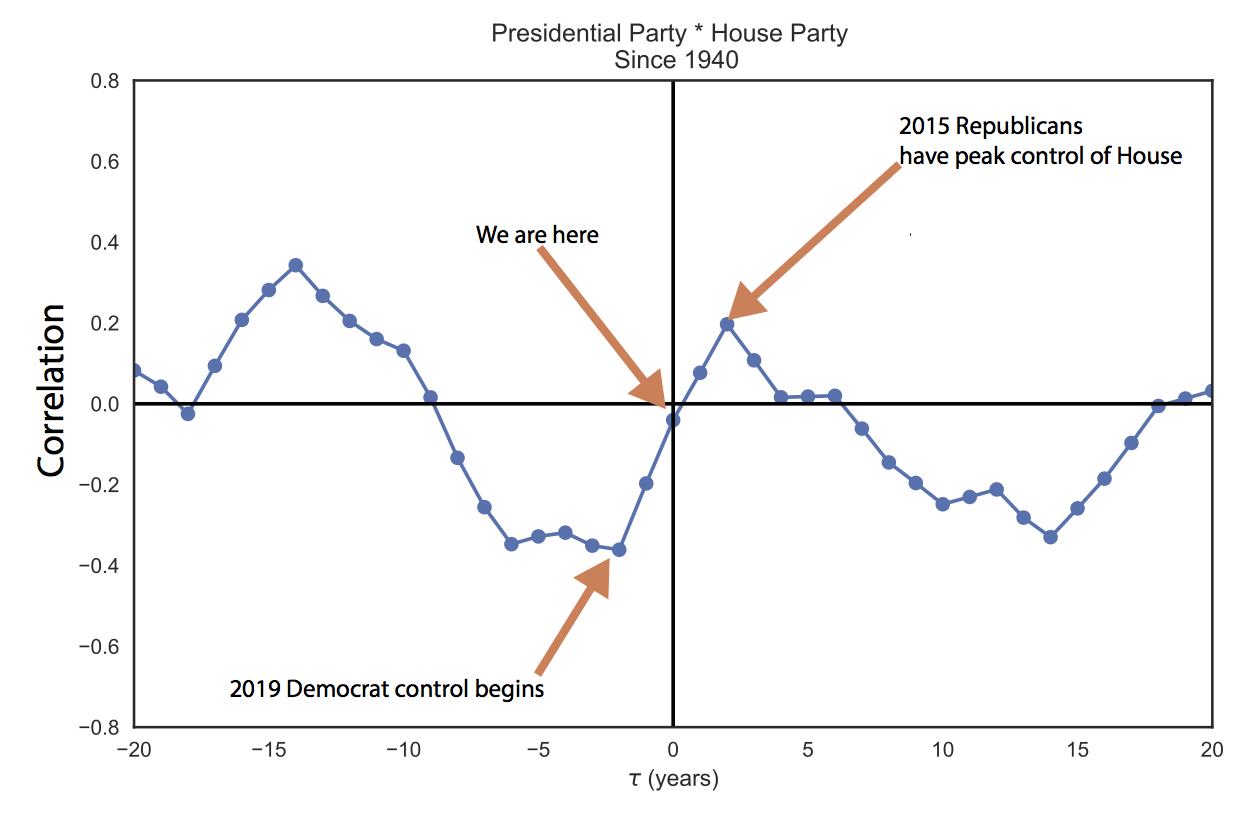 Presidential Party * House Party
Since 1940
0.8
0.6
0.4
0.2
0.0
−0.2
−0.4
−0.6
−0.8
Correlation
2015 Republicans
have peak control of House
We are here
2019 Democrat control begins
−20
−15
−10
−5
0
5
10
15
20
τ (years)